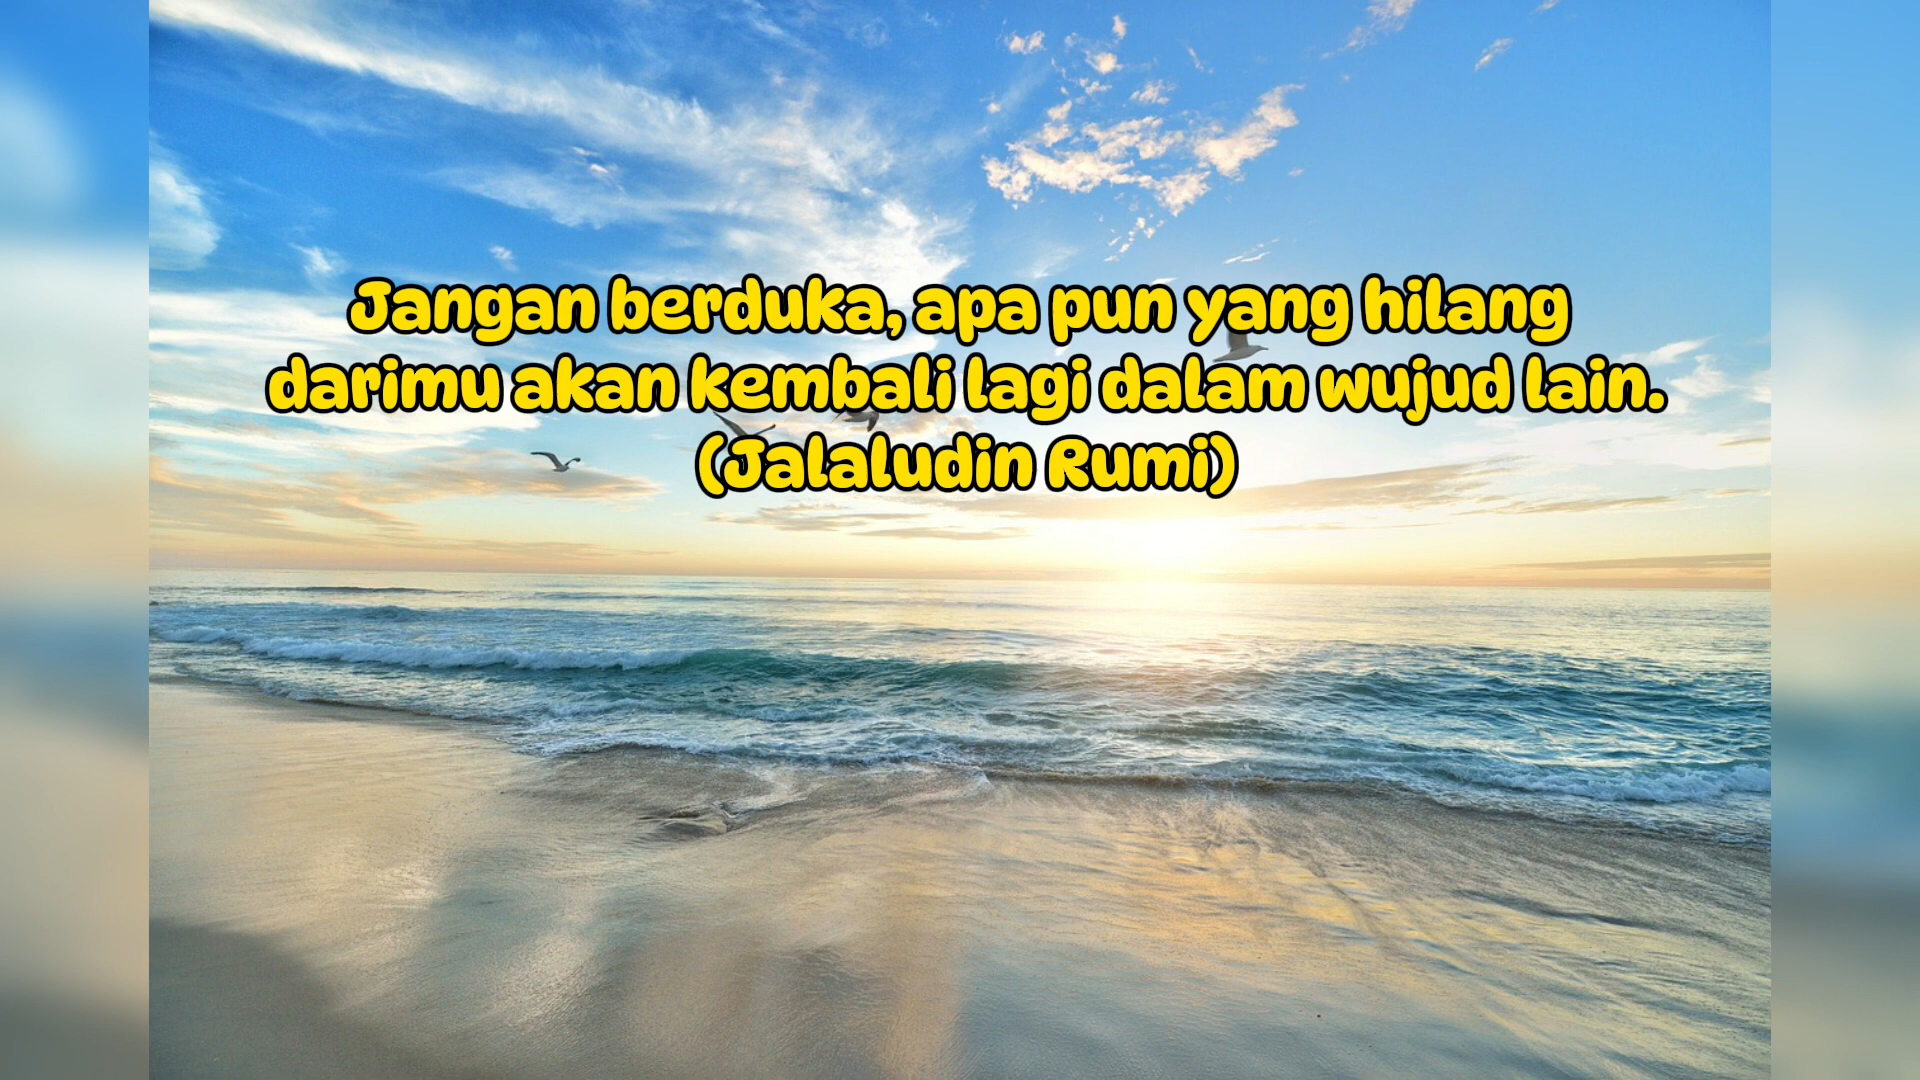 Jangan berduka, apa pun yang hilang
darimu akan kembali lagi dalam wujud lain.
(Jalaludin Rumi)